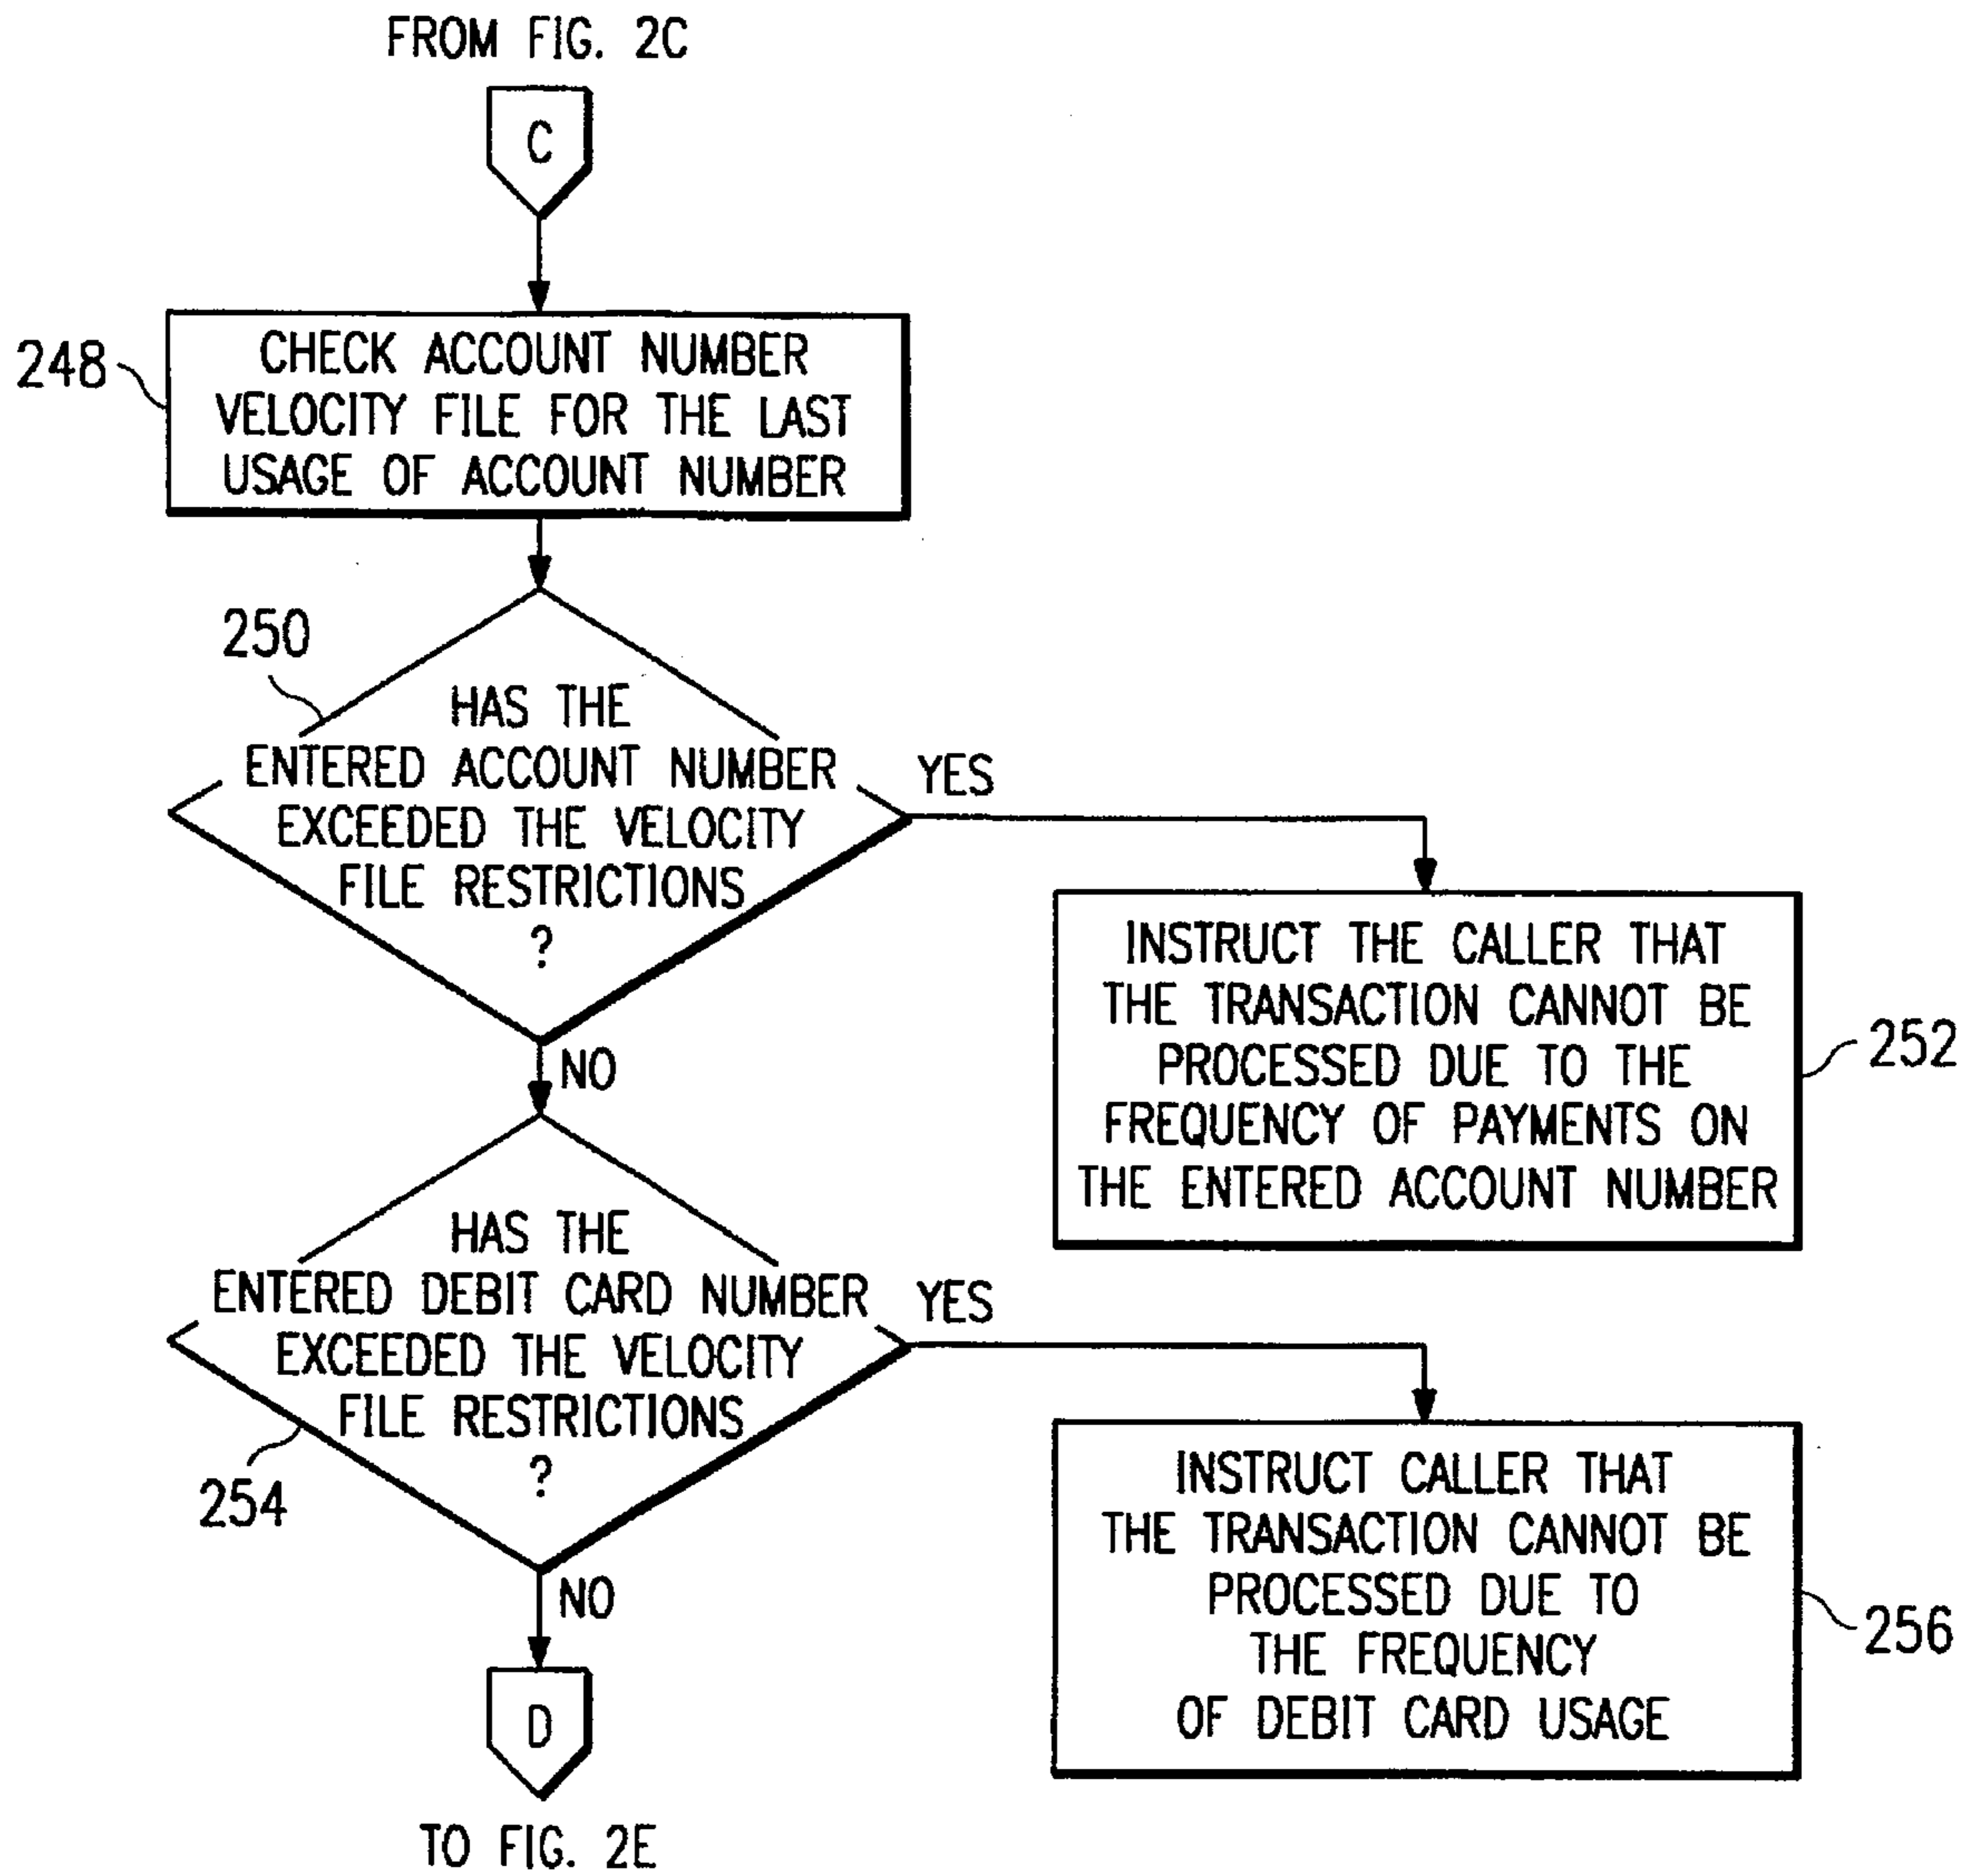 FROM FIG. 2C
C
248
CHECK ACCOUNT NUMBER
VELOCITY FILE FOR THE LAST
USAGE OF ACCOUNT NUMBER
250
HAS THE
ENTERED ACCOUNT NUMBER
EXCEEDED THE VELOCITY
FILE RESTRICTIONS
?
YES
INSTRUCT THE CALLER THAT
THE TRANSACTION CANNOT BE
PROCESSED DUE TO THE
FREQUENCY OF PAYMENTS ON
THE ENTERED ACCOUNT NUMBER
252
NO
HAS THE
ENTERED DEBIT CARD NUMBER
EXCEEDED THE VELOCITY
FILE RESTRICTIONS
?
254
YES
INSTRUCT CALLER THAT
THE TRANSACTION CANNOT BE
PROCESSED DUE TO
THE FREQUENCY
OF DEBIT CARD USAGE
256
NO
D
TO FIG. 2E